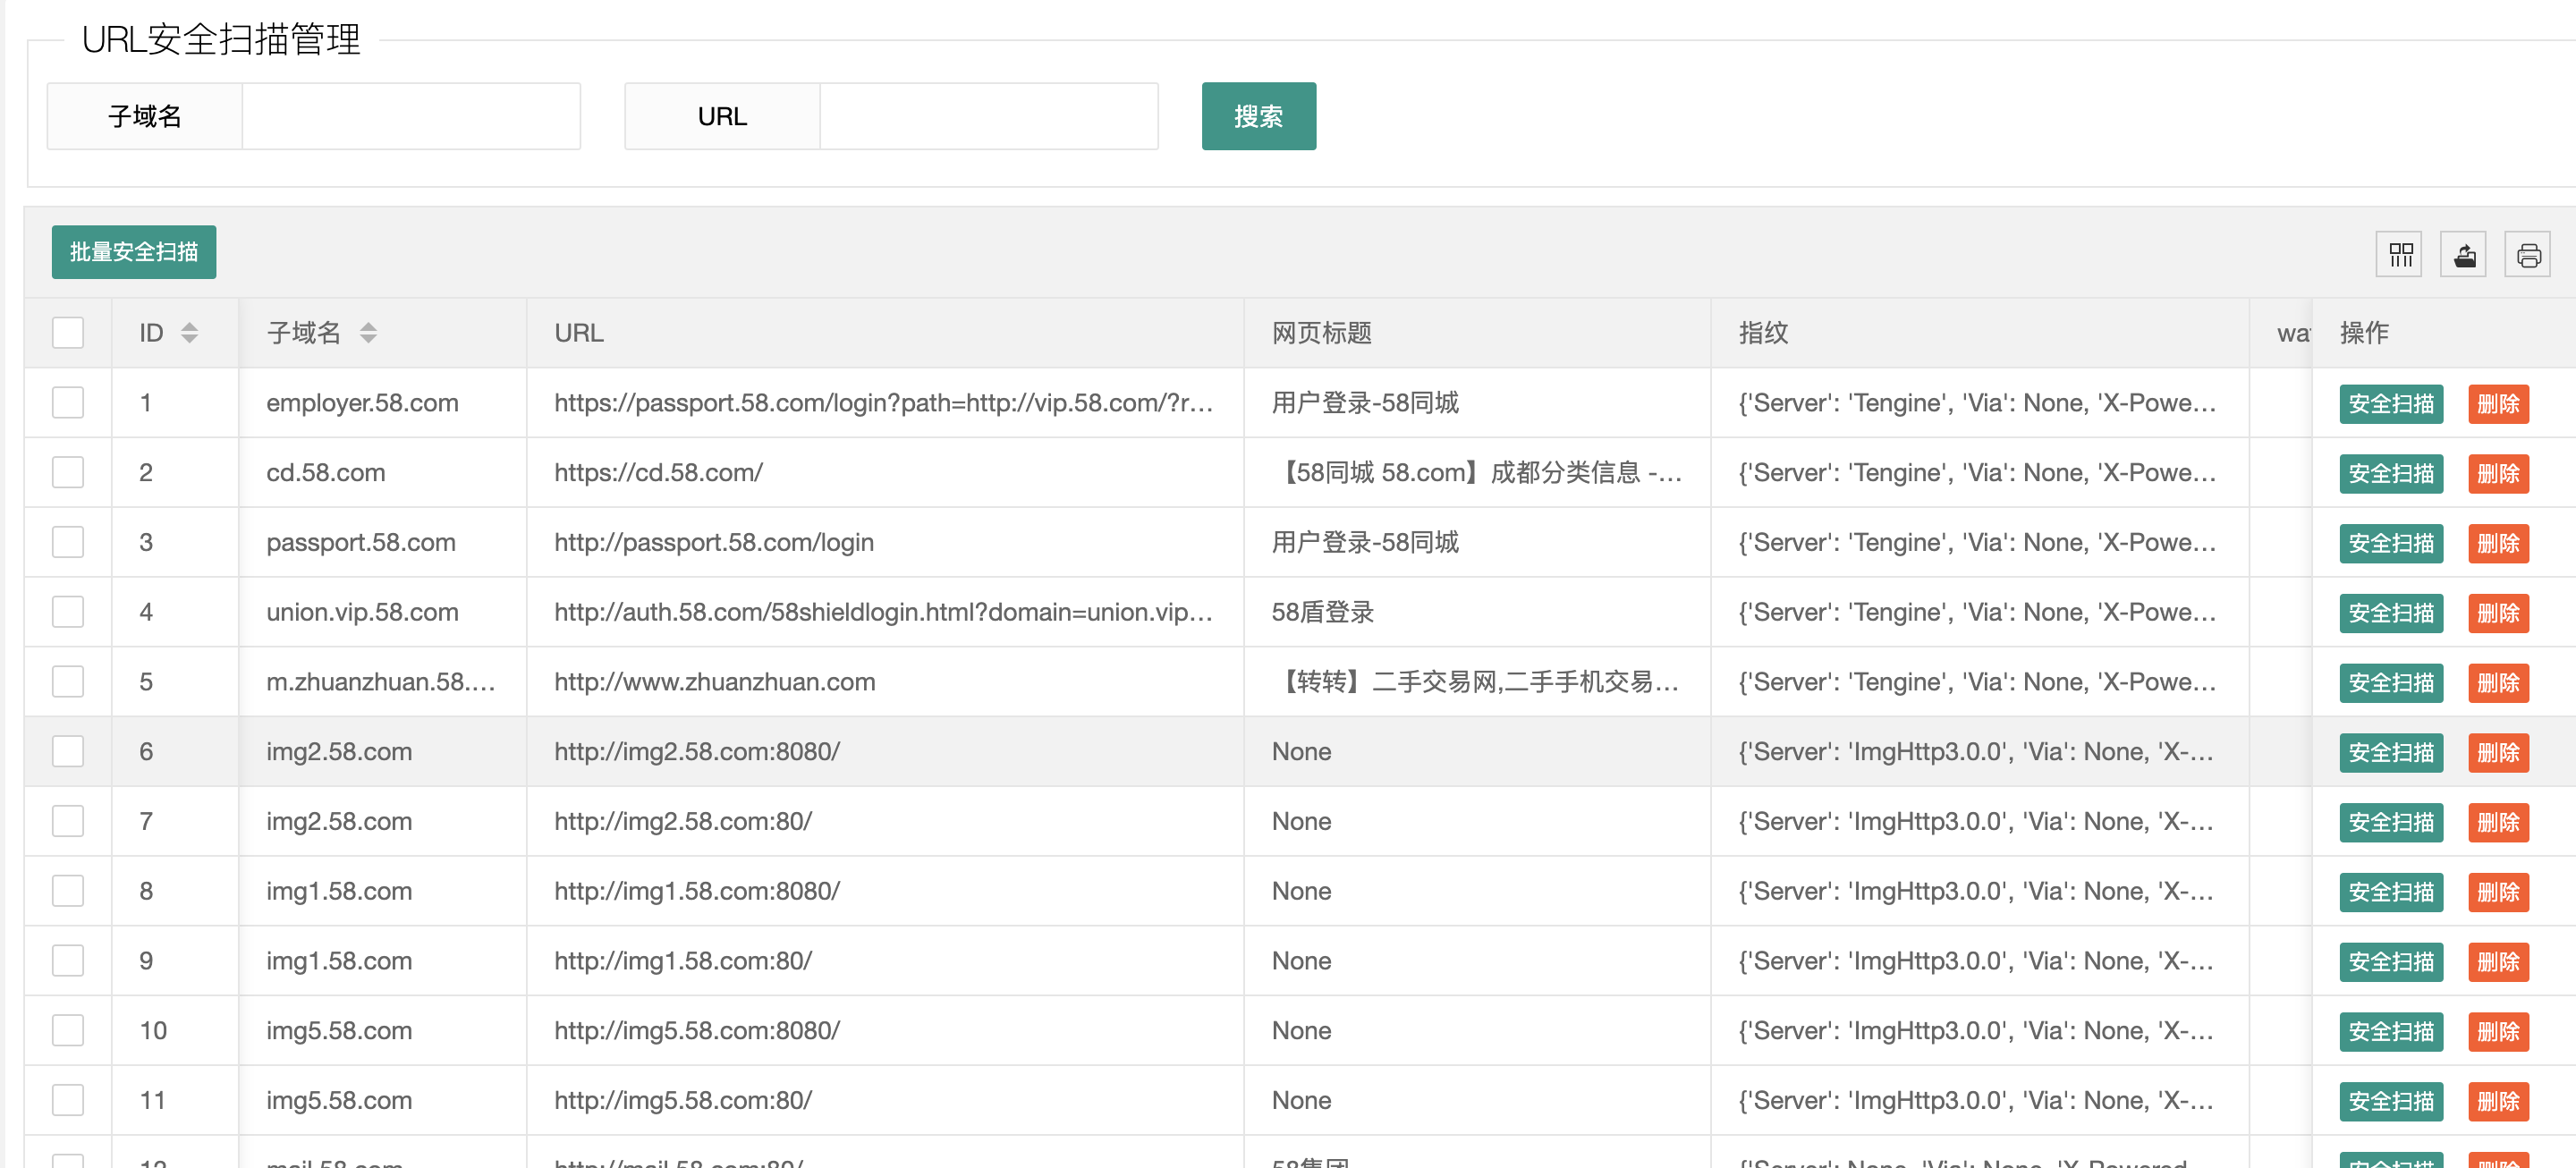 URL安全扫描管理
子域名 URL 搜索
批量安全扫描
ID 子域名 URL 网页标题 指纹 操作
1 employer.58.com https://passport.58.com/login?path=http://vip.58.com/?r... 用户登录-58同城 {'Server': 'Tengine', 'Via': None, 'X-Powe... 安全扫描 删除
2 cd.58.com https://cd.58.com/ 【58同城 58.com】成都分类信息 -... {'Server': 'Tengine', 'Via': None, 'X-Powe... 安全扫描 删除
3 passport.58.com http://passport.58.com/login 用户登录-58同城 {'Server': 'Tengine', 'Via': None, 'X-Powe... 安全扫描 删除
4 union.vip.58.com http://auth.58.com/58shieldlogin.html?domain=union.vip... 58盾登录 {'Server': 'Tengine', 'Via': None, 'X-Powe... 安全扫描 删除
5 m.zhuanzhuan.58.... http://www.zhuanzhuan.com 【转转】二手交易网,二手手机交易... {'Server': 'Tengine', 'Via': None, 'X-Powe... 安全扫描 删除
6 img2.58.com http://img2.58.com:8080/ None {'Server': 'ImgHttp3.0.0', 'Via': None, 'X-... 安全扫描 删除
7 img2.58.com http://img2.58.com:80/ None {'Server': 'ImgHttp3.0.0', 'Via': None, 'X-... 安全扫描 删除
8 img1.58.com http://img1.58.com:8080/ None {'Server': 'ImgHttp3.0.0', 'Via': None, 'X-... 安全扫描 删除
9 img1.58.com http://img1.58.com:80/ None {'Server': 'ImgHttp3.0.0', 'Via': None, 'X-... 安全扫描 删除
10 img5.58.com http://img5.58.com:8080/ None {'Server': 'ImgHttp3.0.0', 'Via': None, 'X-... 安全扫描 删除
11 img5.58.com http://img5.58.com:80/ None {'Server': 'ImgHttp3.0.0', 'Via': None, 'X-... 安全扫描 删除
12 mail.58.com http://mail.58.com:80/ 58集团 {'Server': None, 'Via': None, 'X-Powered... 安全扫描 删除